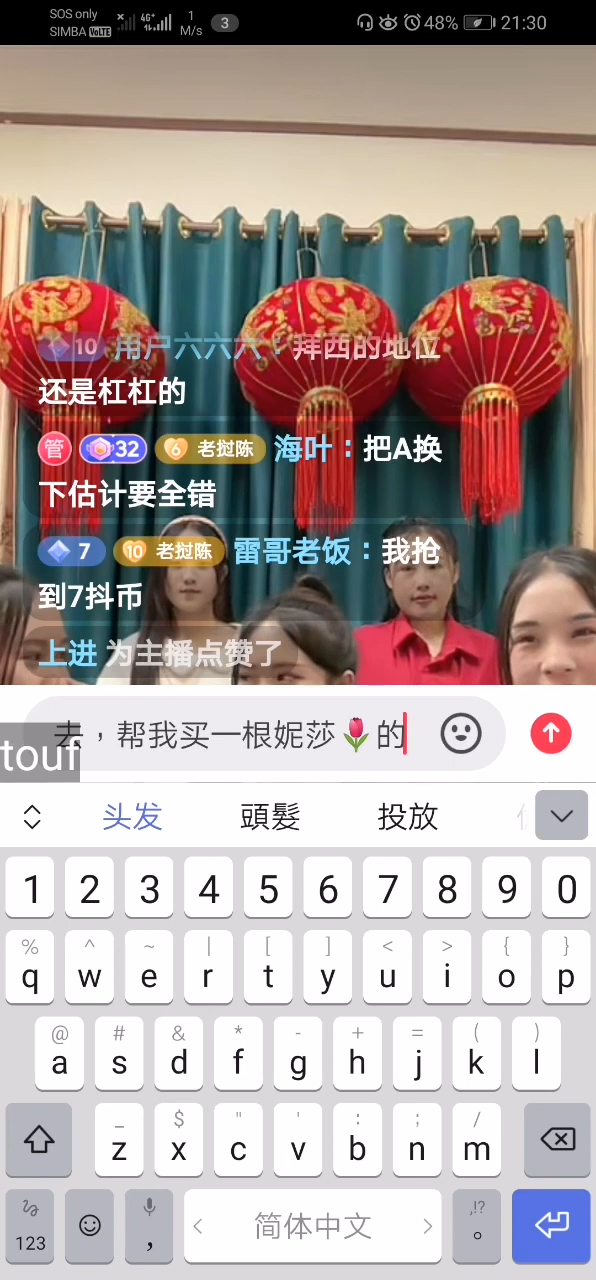 SOS only
SIMBA VoLTE
4G+
1
M/s
3
48%
21:30
10 用户六六六：拜西的地位
还是杠杠的
管 32 6 老挝陈 海叶：把A换
下估计要全错
7 10 老挝陈 雷哥老饭：我抢
到7抖币
上进 为主播点赞了
去，帮我买一根妮莎🌷的
touf
头发 頭髮 投放
1 2 3 4 5 6 7 8 9 0
% ^ ~ | [ ] < > { }
q w e r t y u i o p
@ # & * - + = ( )
a s d f g h j k l
_ $ " ' : ; /
z x c v b n m
,!?
123 , < 简体中文 > 。